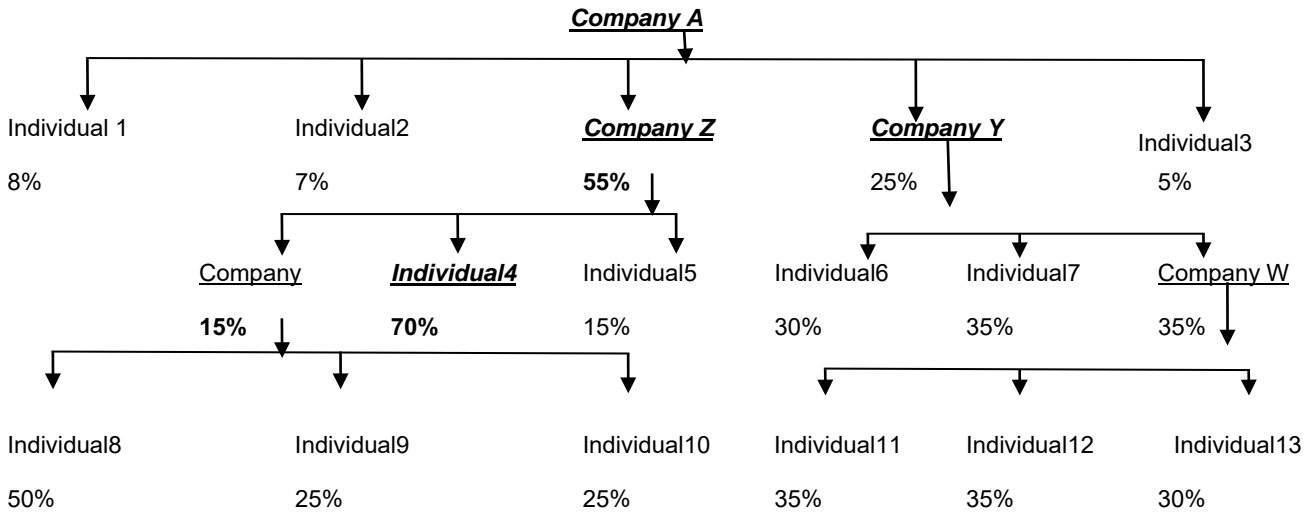 Company A
Individual 1 Individual2 Company Z Company Y Individual3
8% 7% 55% 25% 5%
Company Individual4 Individual5 Individual6 Individual7 Company W
15% 70% 15% 30% 35% 35%
Individual8 Individual9 Individual10 Individual11 Individual12 Individual13
50% 25% 25% 35% 35% 30%